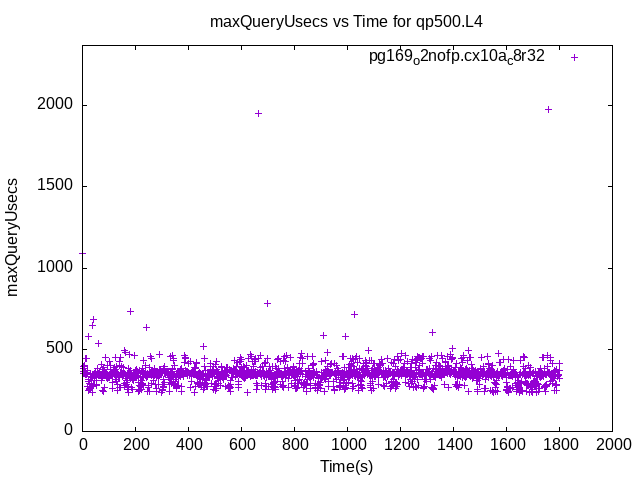 maxQueryUsecs vs Time for qp500.L4
pg169o2nofp.cx10ac8r32
2000
1500
1000
500
0
maxQueryUsecs
0 200 400 600 800 1000 1200 1400 1600 1800 2000
Time(s)